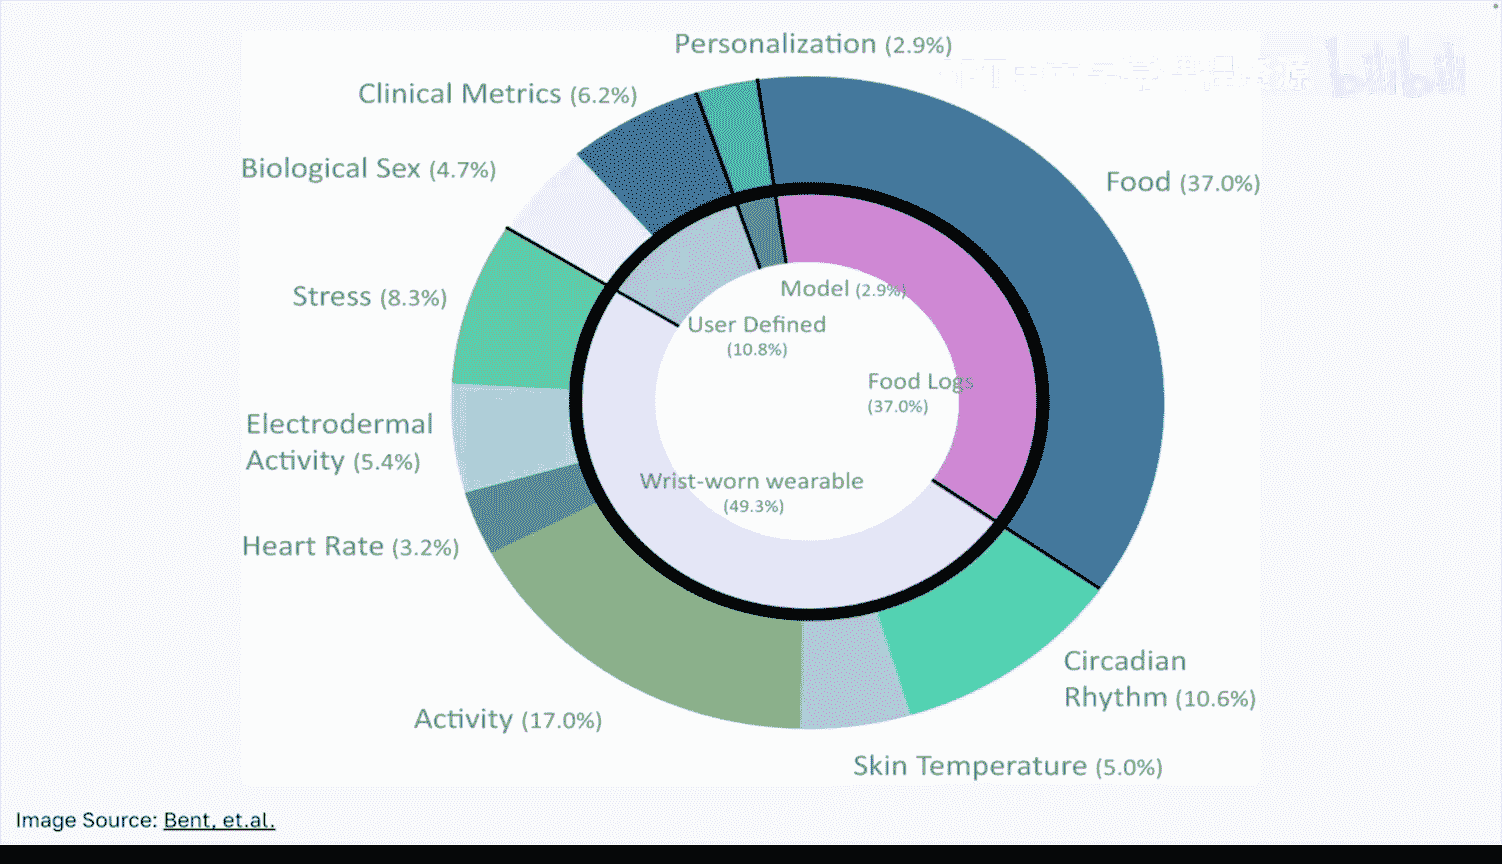 Personalization (2.9%)
Clinical Metrics (6.2%)
Biological Sex (4.7%)
Food (37.0%)
Stress (8.3%)
Model (2.9%)
User Defined
(10.8%)
Food Logs
(37.0%)
Electrodermal
Activity (5.4%)
Wrist-worn wearable
(49.3%)
Heart Rate (3.2%)
Circadian
Rhythm (10.6%)
Activity (17.0%)
Skin Temperature (5.0%)
Image Source: Bent, et.al.
bilibili